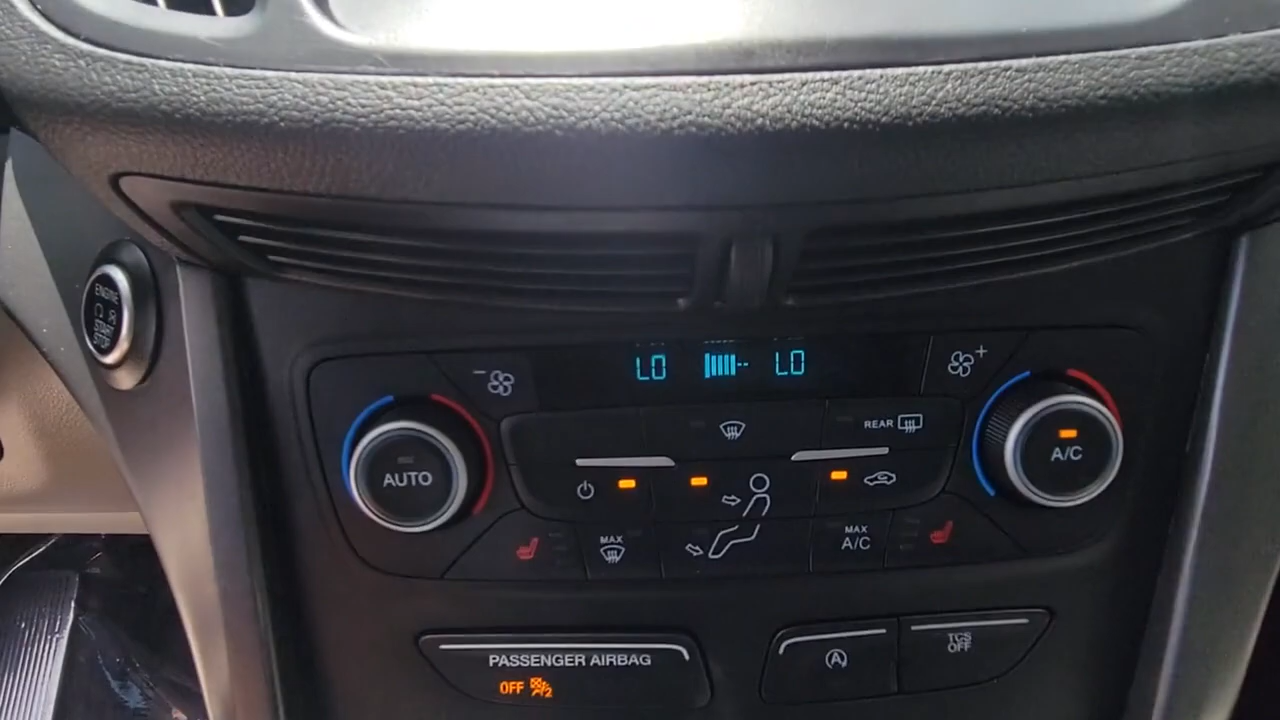 ENGINE
START
STOP
LO LO
REAR
AUTO
A/C
MAX
MAX
A/C
PASSENGER AIRBAG
OFF
A
TCS
OFF